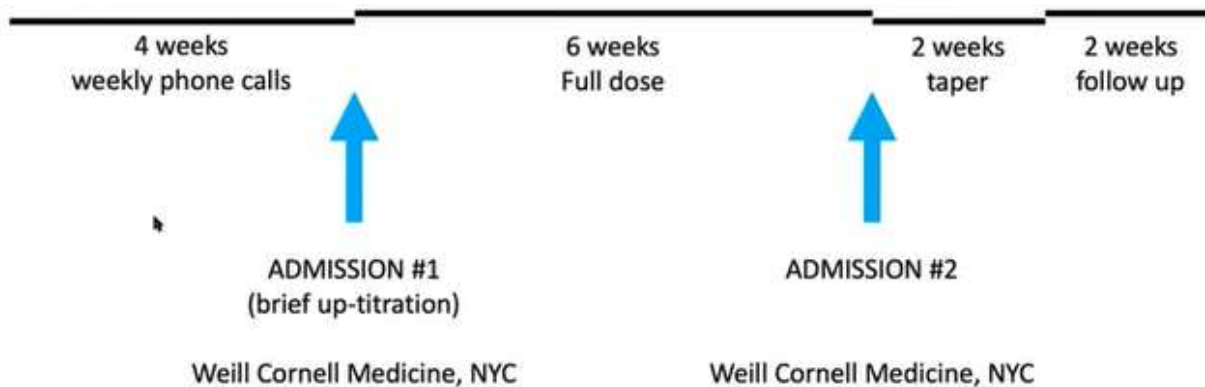 4 weeks
weekly phone calls
6 weeks
Full dose
2 weeks
taper
2 weeks
follow up
ADMISSION #1
(brief up-titration)
ADMISSION #2
Weill Cornell Medicine, NYC
Weill Cornell Medicine, NYC